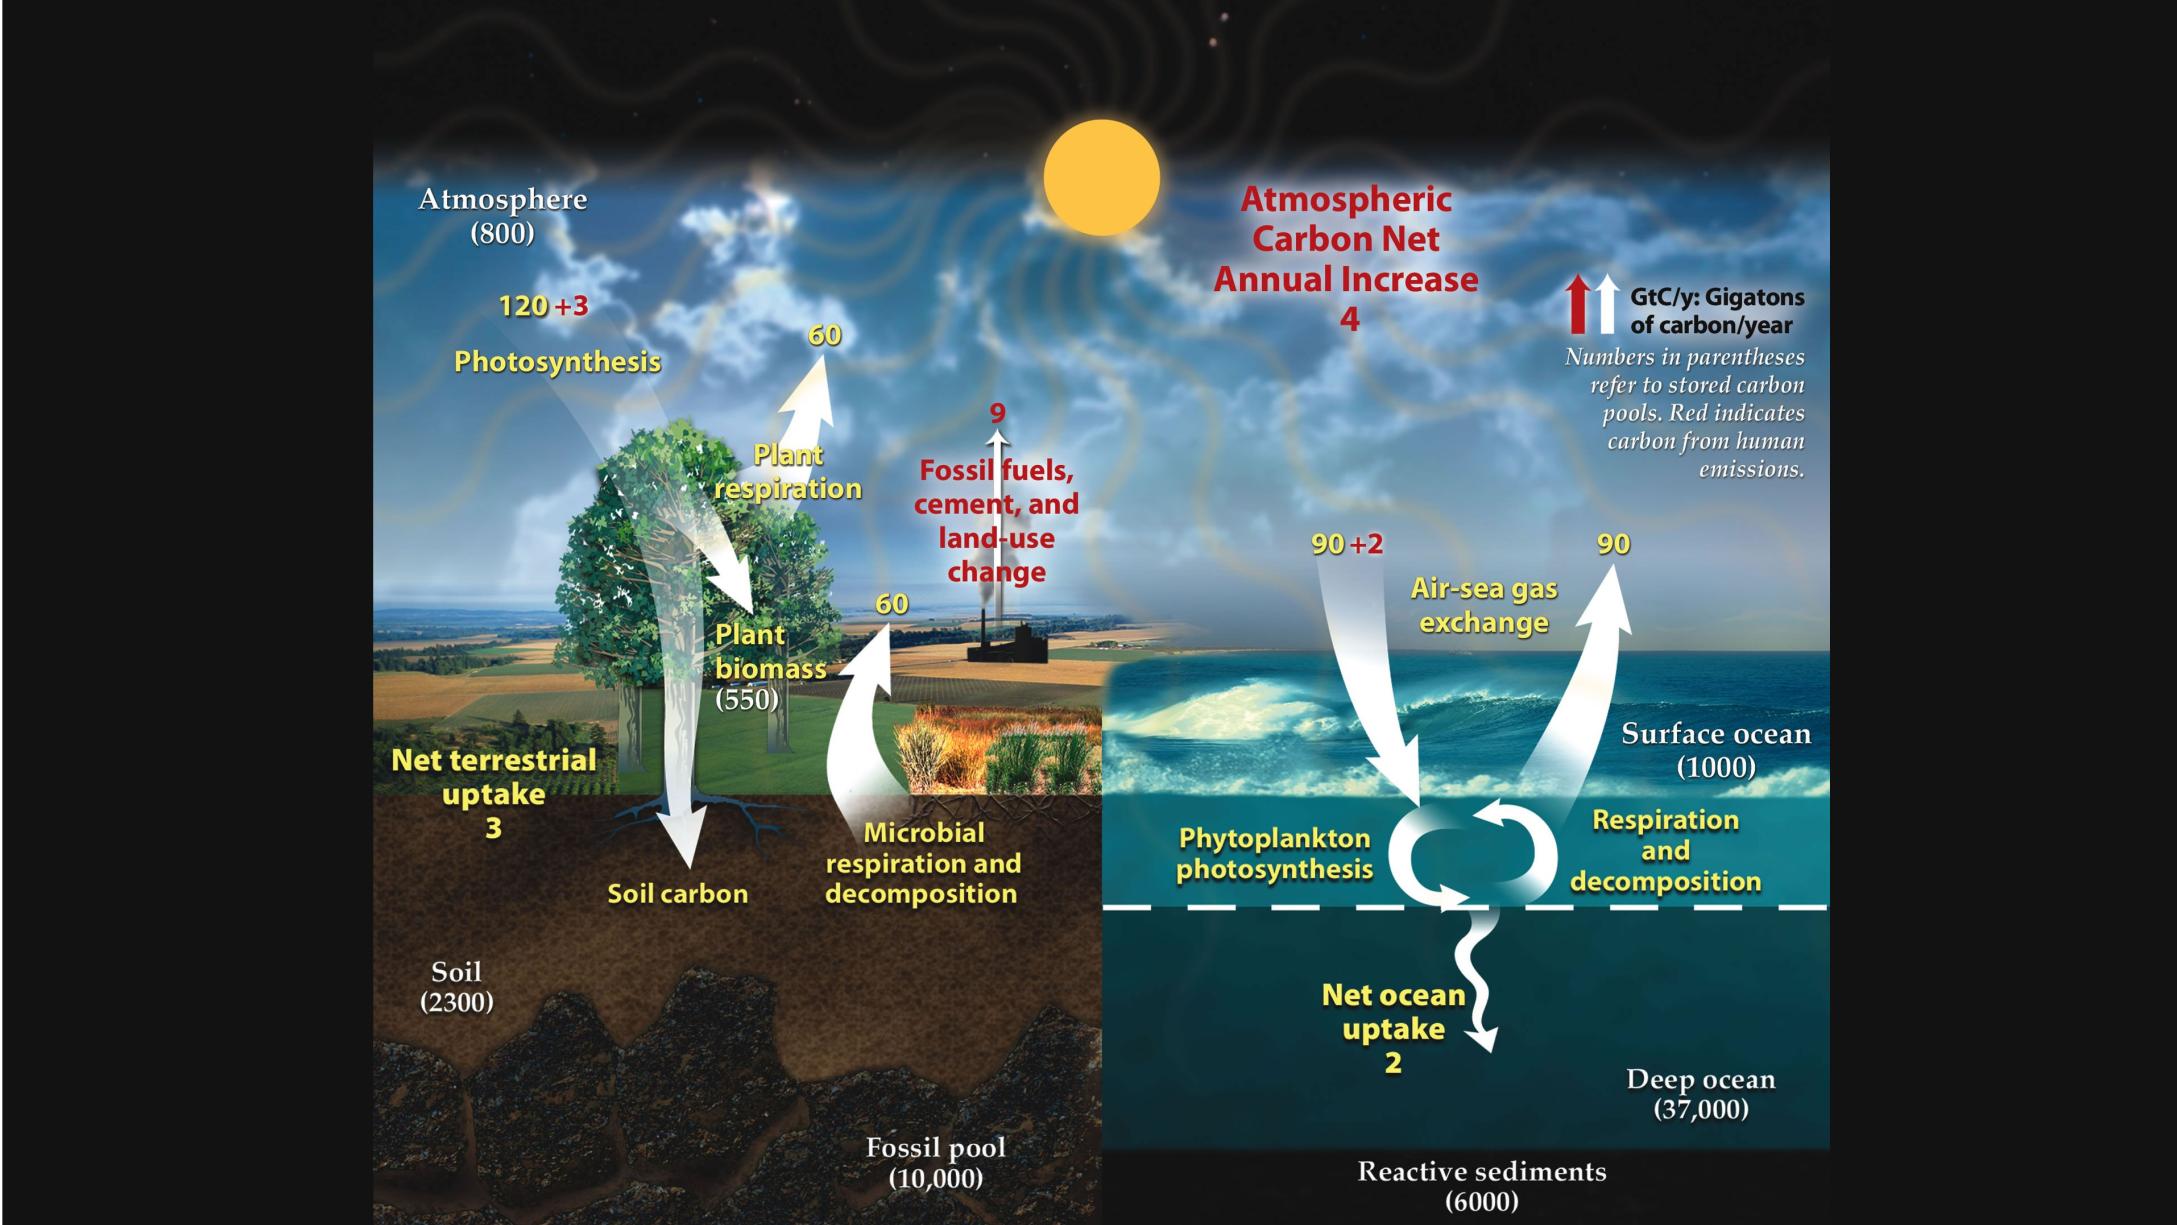 Atmosphere
(800)
120 +3
Photosynthesis
60
Plant
respiration
9
Fossil fuels,
cement, and
land-use
change
60
Plant
biomass
(550)
Net terrestrial
uptake
3
Soil carbon
Microbial
respiration and
decomposition
Soil
(2300)
Fossil pool
(10,000)
Atmospheric
Carbon Net
Annual Increase
4
GtC/y: Gigatons
of carbon/year
Numbers in parentheses
refer to stored carbon
pools. Red indicates
carbon from human
emissions.
90 +2
Air-sea gas
exchange
90
Surface ocean
(1000)
Phytoplankton
photosynthesis
Respiration
and
decomposition
Net ocean
uptake
2
Deep ocean
(37,000)
Reactive sediments
(6000)